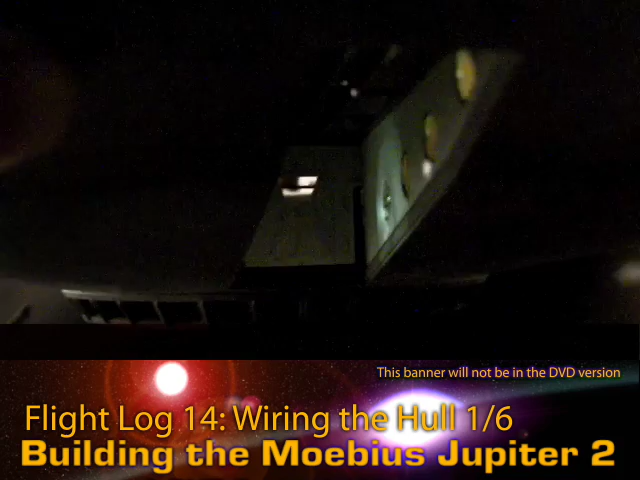 This banner will not be in the DVD version
Flight Log 14: Wiring the Hull 1/6
Building the Moebius Jupiter 2